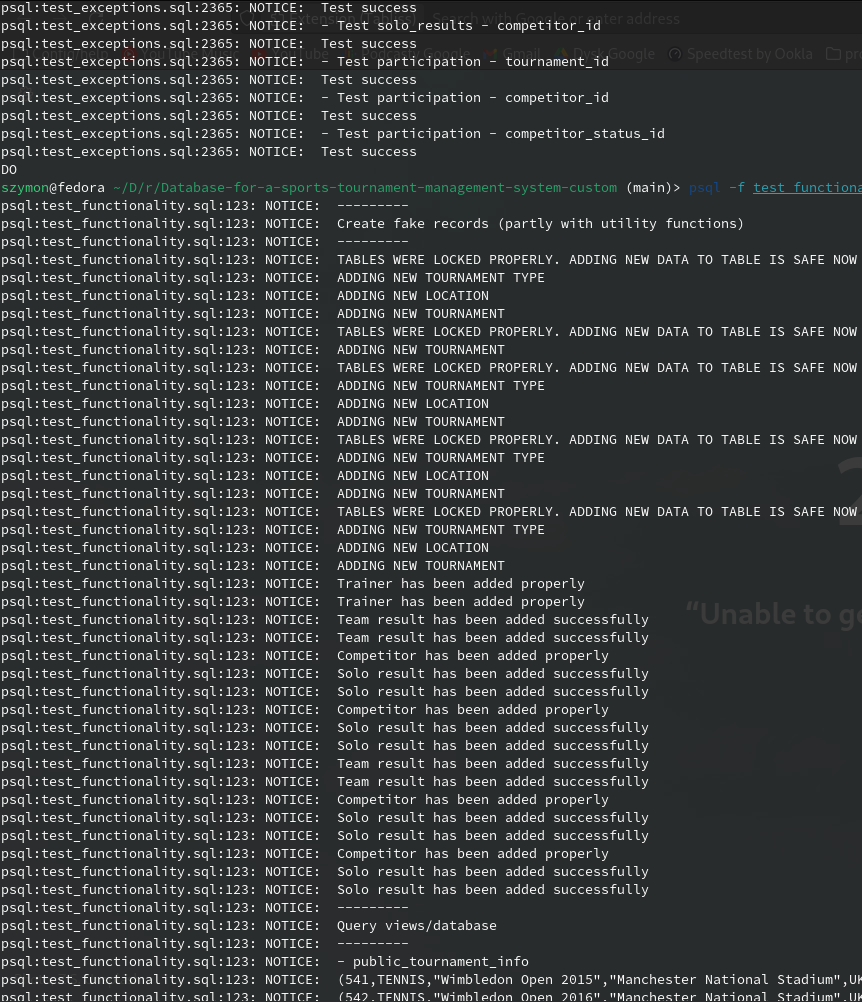 psql:test_exceptions.sql:2365: NOTICE:  Test success
psql:test_exceptions.sql:2365: NOTICE:  - Test solo_results - competitor_id
psql:test_exceptions.sql:2365: NOTICE:  Test success
psql:test_exceptions.sql:2365: NOTICE:  - Test participation - tournament_id
psql:test_exceptions.sql:2365: NOTICE:  Test success
psql:test_exceptions.sql:2365: NOTICE:  - Test participation - competitor_id
psql:test_exceptions.sql:2365: NOTICE:  Test success
psql:test_exceptions.sql:2365: NOTICE:  - Test participation - competitor_status_id
psql:test_exceptions.sql:2365: NOTICE:  Test success
DO
szymon@fedora ~/D/r/Database-for-a-sports-tournament-management-system-custom (main)> psql -f test_functiona
psql:test_functionality.sql:123: NOTICE:  ---------
psql:test_functionality.sql:123: NOTICE:  Create fake records (partly with utility functions)
psql:test_functionality.sql:123: NOTICE:  ---------
psql:test_functionality.sql:123: NOTICE:  TABLES WERE LOCKED PROPERLY. ADDING NEW DATA TO TABLE IS SAFE NOW
psql:test_functionality.sql:123: NOTICE:  ADDING NEW TOURNAMENT TYPE
psql:test_functionality.sql:123: NOTICE:  ADDING NEW LOCATION
psql:test_functionality.sql:123: NOTICE:  ADDING NEW TOURNAMENT
psql:test_functionality.sql:123: NOTICE:  TABLES WERE LOCKED PROPERLY. ADDING NEW DATA TO TABLE IS SAFE NOW
psql:test_functionality.sql:123: NOTICE:  ADDING NEW TOURNAMENT
psql:test_functionality.sql:123: NOTICE:  TABLES WERE LOCKED PROPERLY. ADDING NEW DATA TO TABLE IS SAFE NOW
psql:test_functionality.sql:123: NOTICE:  ADDING NEW TOURNAMENT TYPE
psql:test_functionality.sql:123: NOTICE:  ADDING NEW LOCATION
psql:test_functionality.sql:123: NOTICE:  ADDING NEW TOURNAMENT
psql:test_functionality.sql:123: NOTICE:  TABLES WERE LOCKED PROPERLY. ADDING NEW DATA TO TABLE IS SAFE NOW
psql:test_functionality.sql:123: NOTICE:  ADDING NEW TOURNAMENT TYPE
psql:test_functionality.sql:123: NOTICE:  ADDING NEW LOCATION
psql:test_functionality.sql:123: NOTICE:  ADDING NEW TOURNAMENT
psql:test_functionality.sql:123: NOTICE:  TABLES WERE LOCKED PROPERLY. ADDING NEW DATA TO TABLE IS SAFE NOW
psql:test_functionality.sql:123: NOTICE:  ADDING NEW TOURNAMENT TYPE
psql:test_functionality.sql:123: NOTICE:  ADDING NEW LOCATION
psql:test_functionality.sql:123: NOTICE:  ADDING NEW TOURNAMENT
psql:test_functionality.sql:123: NOTICE:  Trainer has been added properly
psql:test_functionality.sql:123: NOTICE:  Trainer has been added properly
psql:test_functionality.sql:123: NOTICE:  Team result has been added successfully
psql:test_functionality.sql:123: NOTICE:  Team result has been added successfully
psql:test_functionality.sql:123: NOTICE:  Competitor has been added properly
psql:test_functionality.sql:123: NOTICE:  Solo result has been added successfully
psql:test_functionality.sql:123: NOTICE:  Solo result has been added successfully
psql:test_functionality.sql:123: NOTICE:  Competitor has been added properly
psql:test_functionality.sql:123: NOTICE:  Solo result has been added successfully
psql:test_functionality.sql:123: NOTICE:  Solo result has been added successfully
psql:test_functionality.sql:123: NOTICE:  Team result has been added successfully
psql:test_functionality.sql:123: NOTICE:  Team result has been added successfully
psql:test_functionality.sql:123: NOTICE:  Competitor has been added properly
psql:test_functionality.sql:123: NOTICE:  Solo result has been added successfully
psql:test_functionality.sql:123: NOTICE:  Solo result has been added successfully
psql:test_functionality.sql:123: NOTICE:  Competitor has been added properly
psql:test_functionality.sql:123: NOTICE:  Solo result has been added successfully
psql:test_functionality.sql:123: NOTICE:  Solo result has been added successfully
psql:test_functionality.sql:123: NOTICE:  ---------
psql:test_functionality.sql:123: NOTICE:  Query views/database
psql:test_functionality.sql:123: NOTICE:  ---------
psql:test_functionality.sql:123: NOTICE:  - public_tournament_info
psql:test_functionality.sql:123: NOTICE:  (541,TENNIS,"Wimbledon Open 2015","Manchester National Stadium",UK
psql:test_functionality.sql:123: NOTICE:  (542,TENNIS,"Wimbledon Open 2016","Manchester National Stadium",
Search with Google or enter address
Gmail
Speedtest by Ookla
“Unable to ge